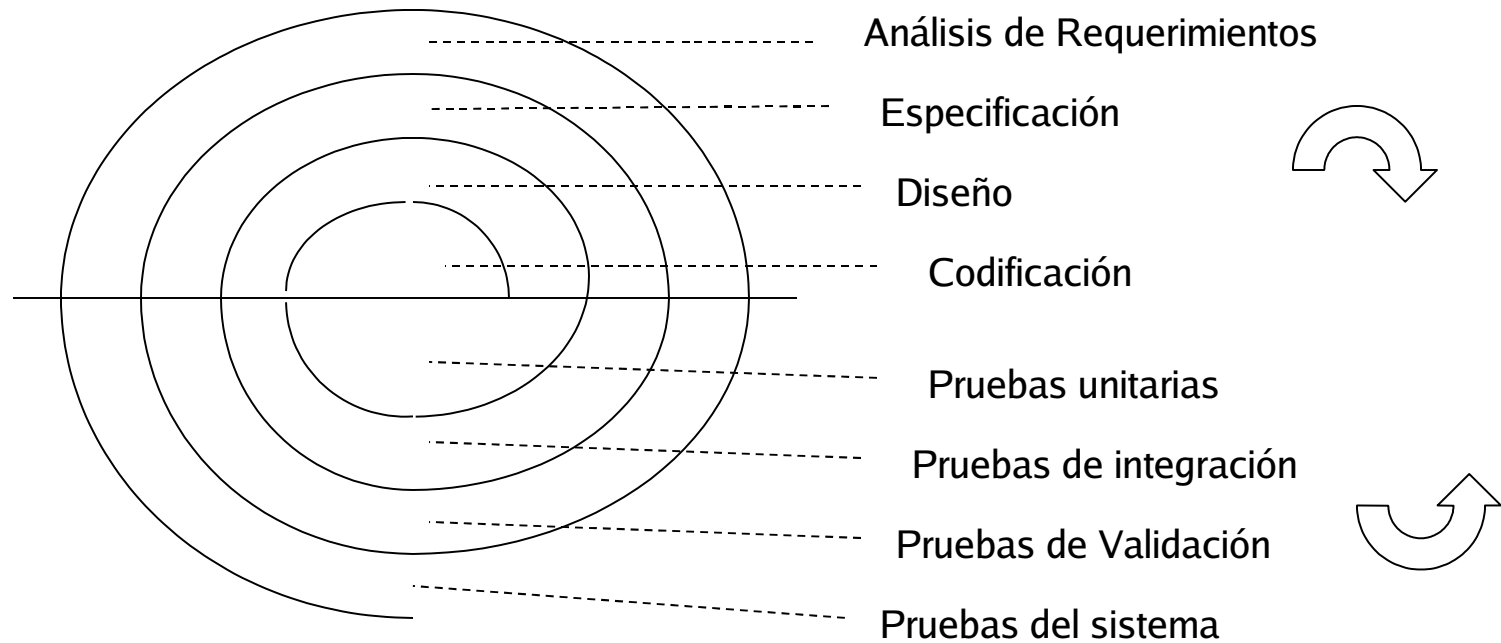 Análisis de Requerimientos
Especificación
Diseño
Codificación
Pruebas unitarias
Pruebas de integración
Pruebas de Validación
Pruebas del sistema